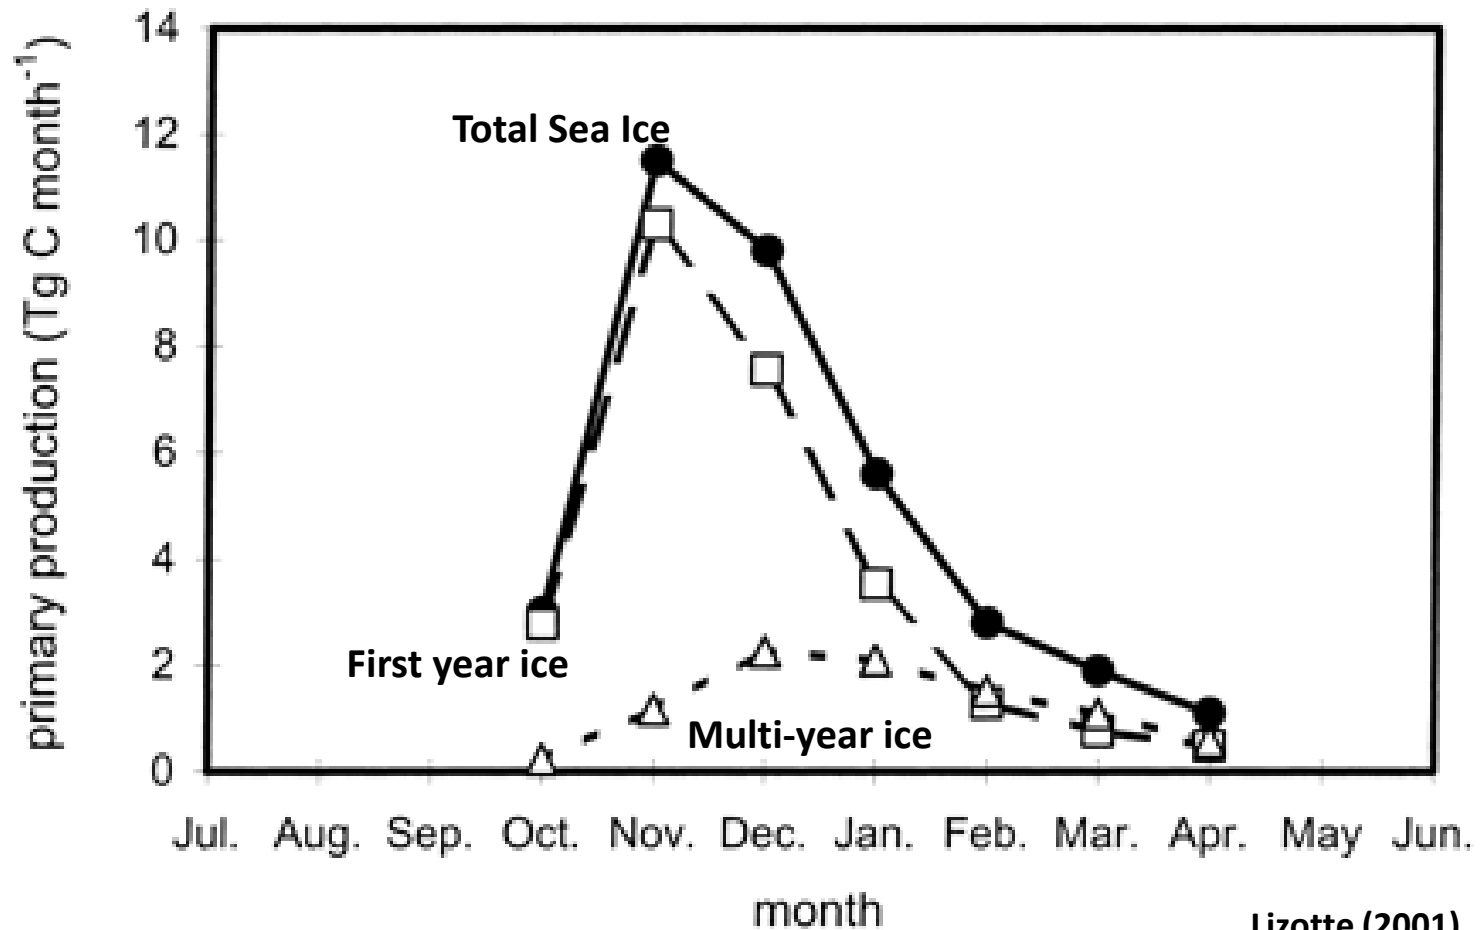 primary production (Tg C month-1)
14
12
10
8
6
4
2
0
Total Sea Ice
First year ice
Multi-year ice
Jul. Aug. Sep. Oct. Nov. Dec. Jan. Feb. Mar. Apr. May Jun.
month
Lizotte (2001)